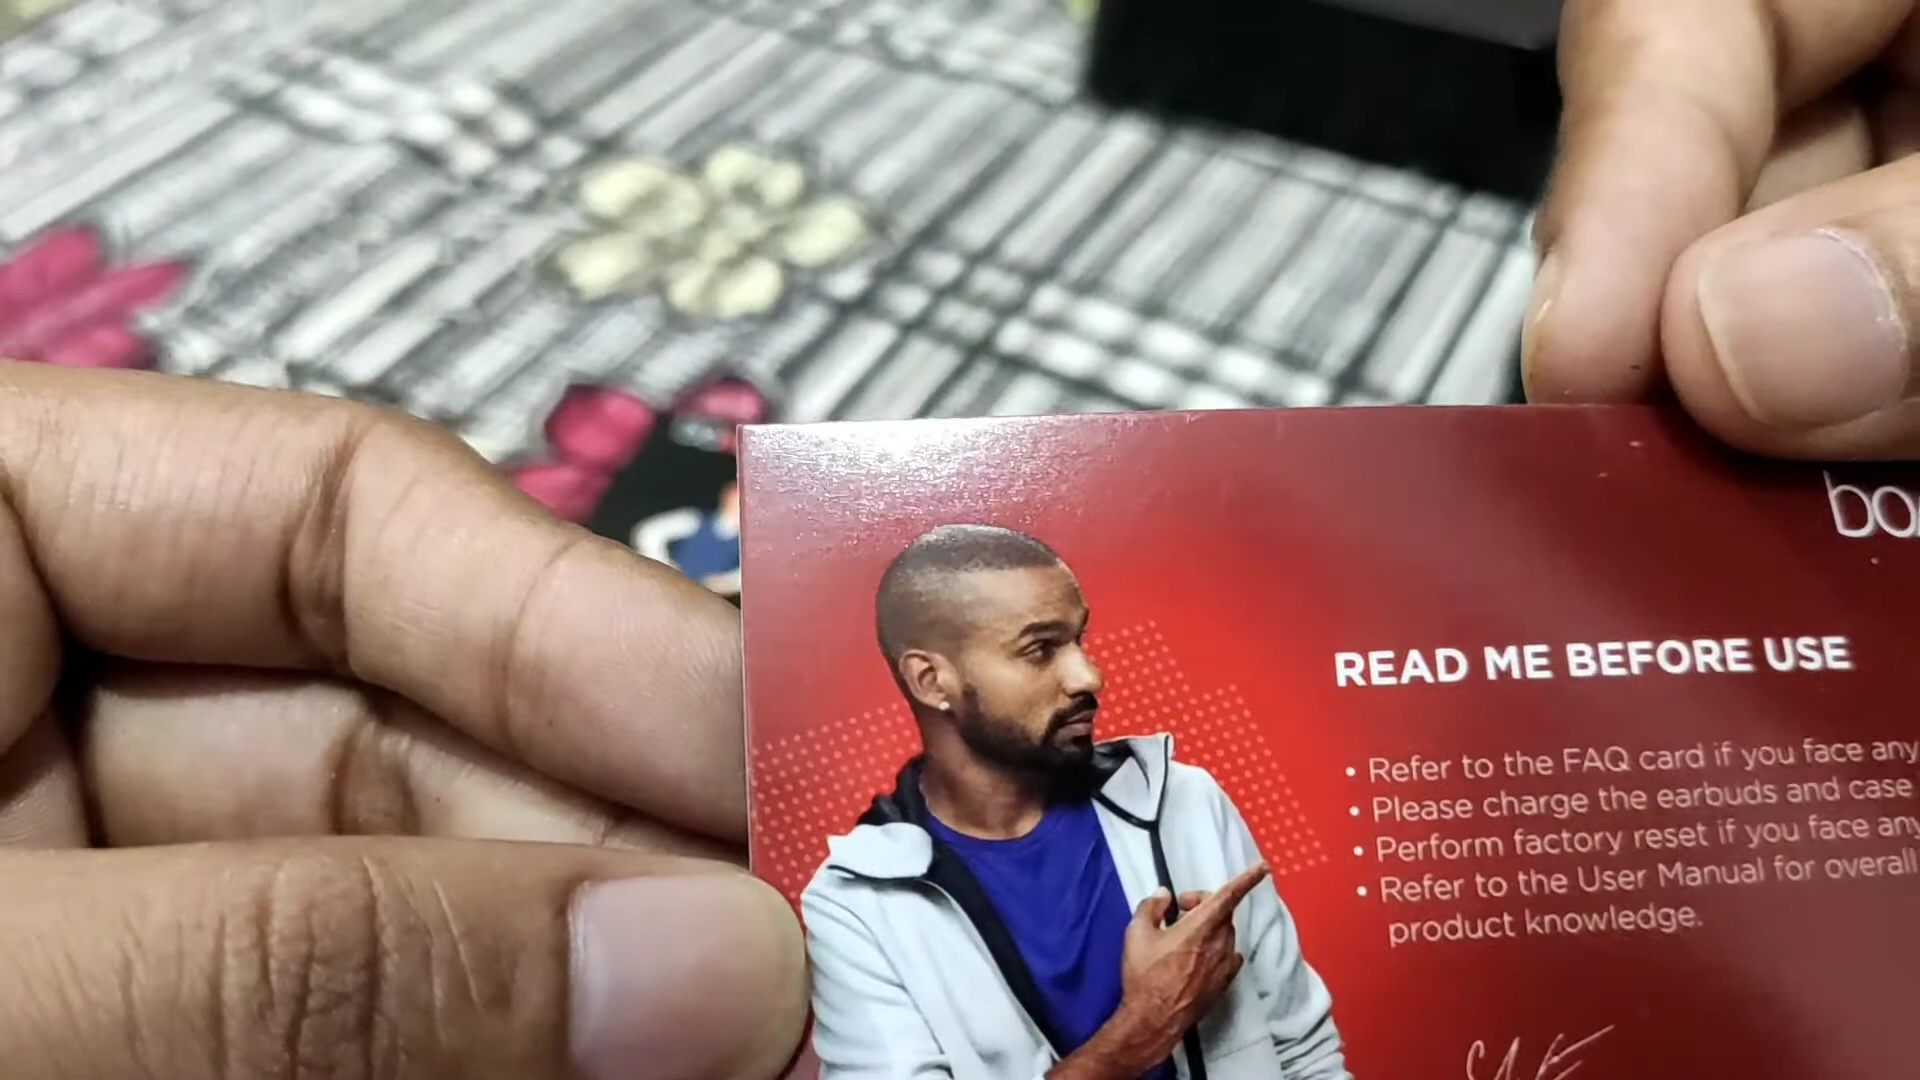 READ ME BEFORE USE
• Refer to the FAQ card if you face any
• Please charge the earbuds and case
• Perform factory reset if you face any
• Refer to the User Manual for overall
product knowledge.